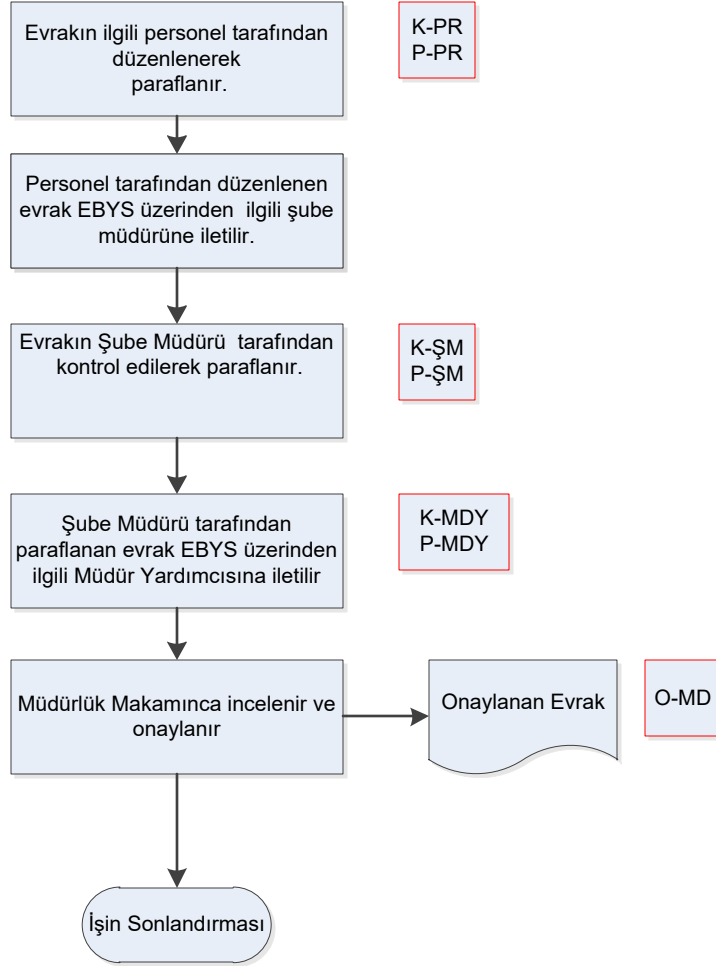 Evrakın ilgili personel tarafından
düzenlenerek
paraflanır.
K-PR
P-PR
Personel tarafından düzenlenen
evrak EBYS üzerinden  ilgili şube
müdürüne iletilir.
Evrakın Şube Müdürü  tarafından
kontrol edilerek paraflanır.
K-ŞM
P-ŞM
Şube Müdürü tarafından
paraflanan evrak EBYS üzerinden
ilgili Müdür Yardımcısına iletilir
K-MDY
P-MDY
Müdürlük Makamınca incelenir ve
onaylanır
Onaylanan Evrak
O-MD
İşin Sonlandırması